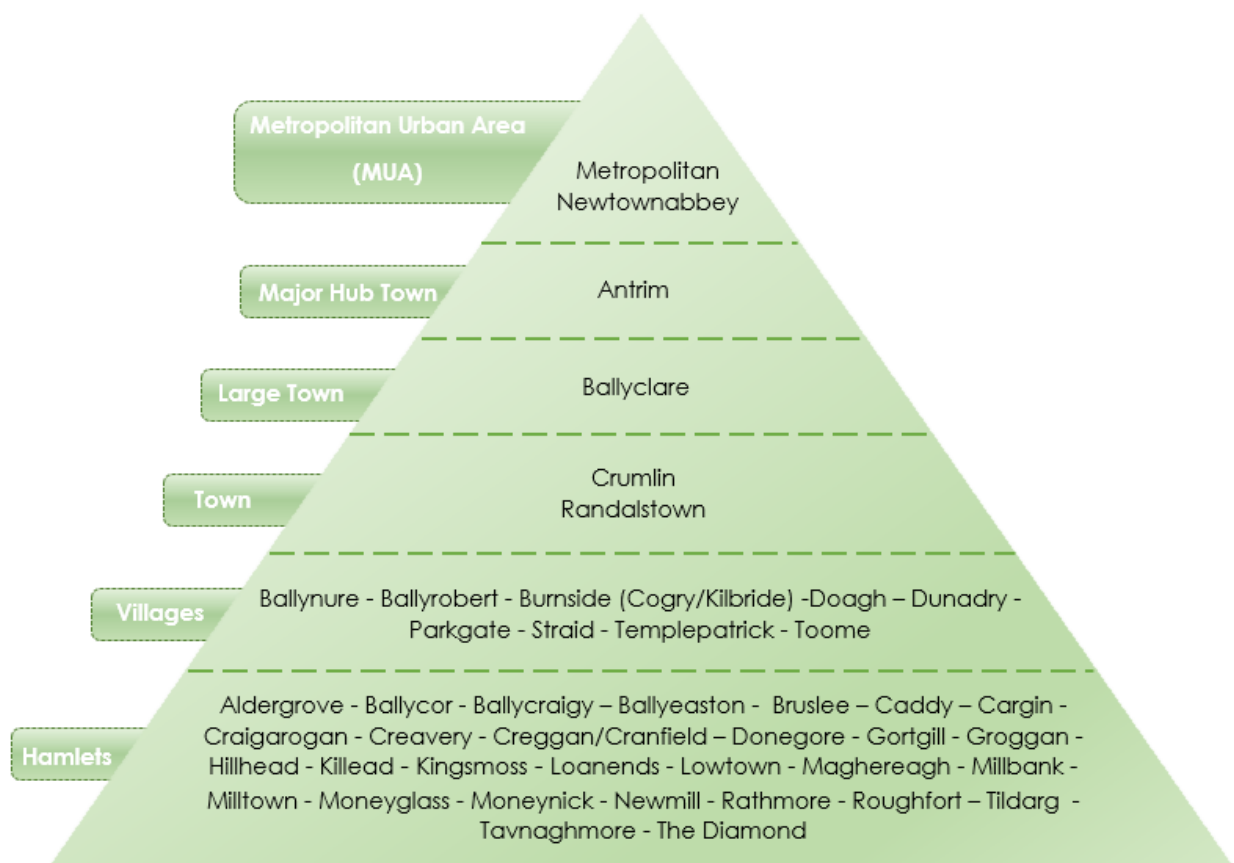 Metropolitan Urban Area
(MUA)
Metropolitan
Newtownabbey
Major Hub Town
Antrim
Large Town
Ballyclare
Town
Crumlin
Randalstown
Villages
Ballynure - Ballyrobert - Burnside (Cogry/Kilbride) -Doagh – Dunadry -
Parkgate - Straid - Templepatrick - Toome
Hamlets
Aldergrove - Ballycor - Ballycraigy – Ballyeaston - Bruslee – Caddy – Cargin -
Craigarogan - Creavery - Creggan/Cranfield – Donegore - Gortgill - Groggan -
Hillhead - Killead - Kingsmoss - Loanends - Lowtown - Maghereagh - Millbank -
Milltown - Moneyglass - Moneynick - Newmill - Rathmore - Roughfort – Tildarg -
Tavnaghmore - The Diamond